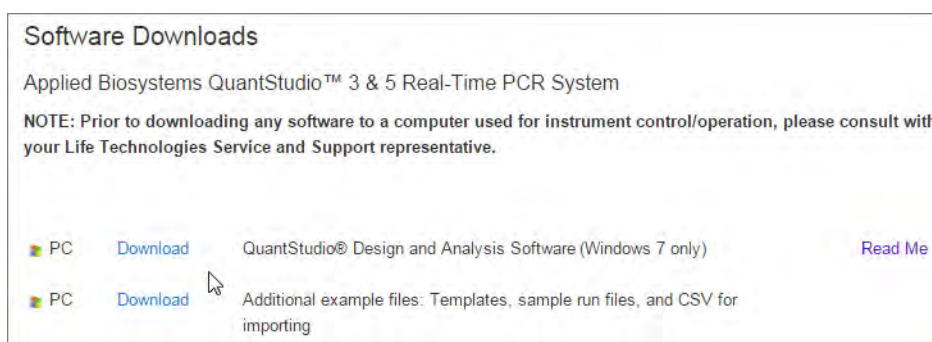 Software Downloads
Applied Biosystems QuantStudio™ 3 & 5 Real-Time PCR System
NOTE: Prior to downloading any software to a computer used for instrument control/operation, please consult with
your Life Technologies Service and Support representative.
PC Download QuantStudio® Design and Analysis Software (Windows 7 only) Read Me
PC Download Additional example files: Templates, sample run files, and CSV for
importing